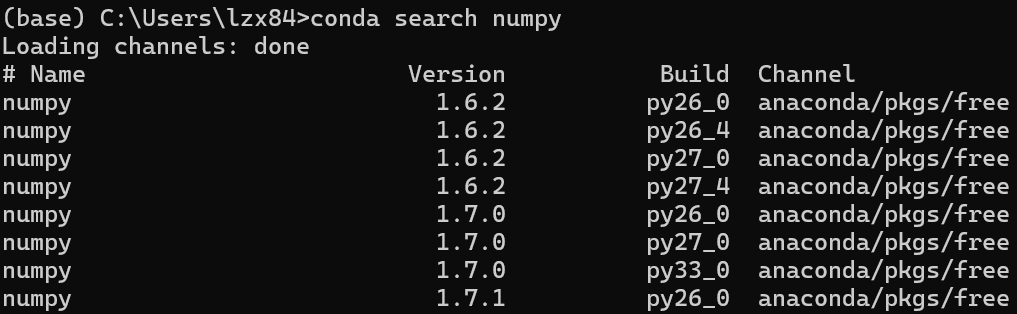 (base) C:\Users\lzx84>conda search numpy
Loading channels: done
# Name                       Version           Build  Channel
numpy                          1.6.2          py26_0  anaconda/pkgs/free
numpy                          1.6.2          py26_4  anaconda/pkgs/free
numpy                          1.6.2          py27_0  anaconda/pkgs/free
numpy                          1.6.2          py27_4  anaconda/pkgs/free
numpy                          1.7.0          py26_0  anaconda/pkgs/free
numpy                          1.7.0          py27_0  anaconda/pkgs/free
numpy                          1.7.0          py33_0  anaconda/pkgs/free
numpy                          1.7.1          py26_0  anaconda/pkgs/free